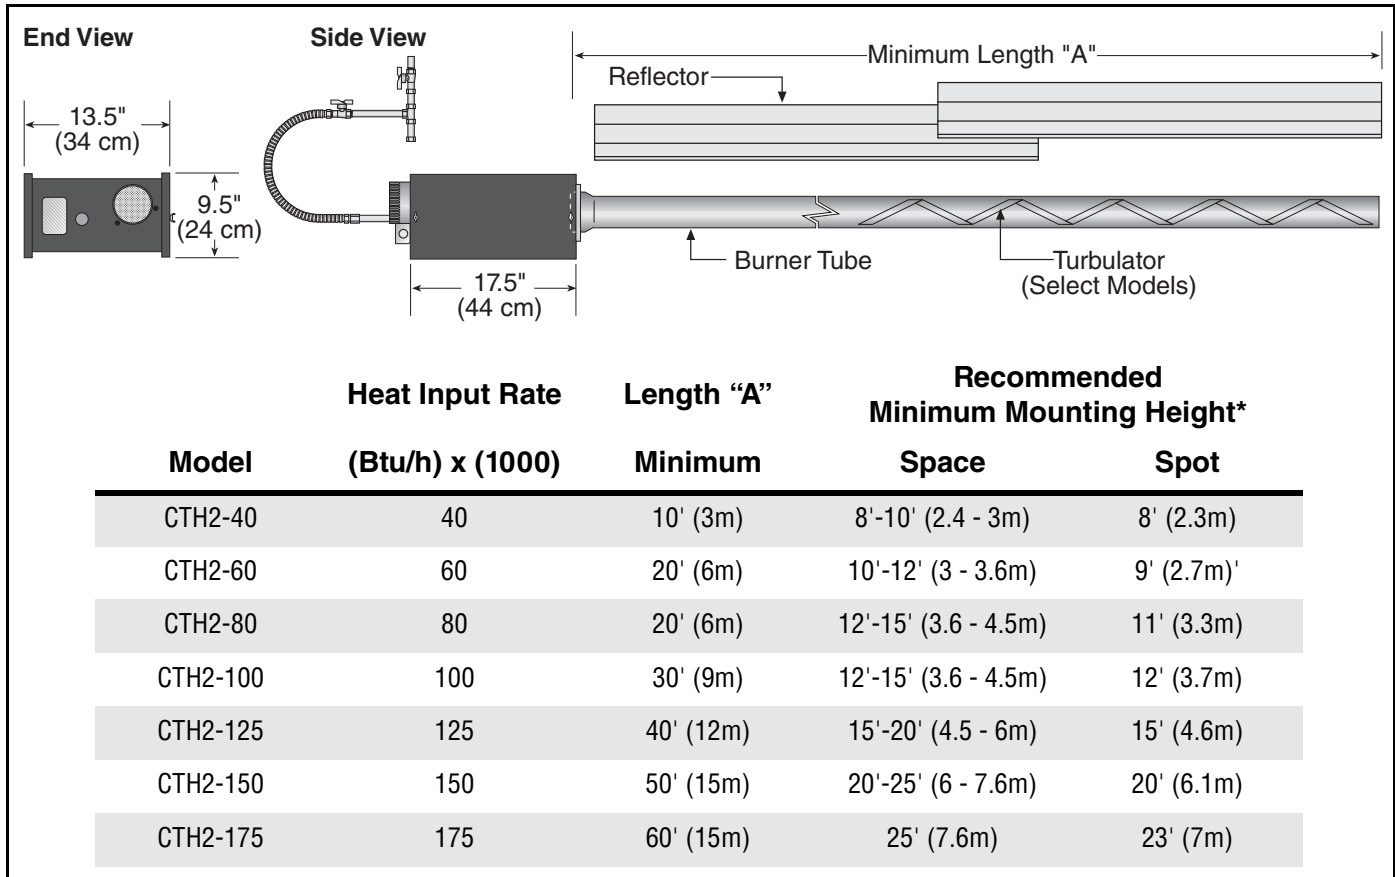 End View
Side View
Minimum Length "A"
Reflector
13.5"
(34 cm)
9.5"
(24 cm)
Burner Tube
Turbulator
(Select Models)
17.5"
(44 cm)
Heat Input Rate Length “A” Recommended
Minimum Mounting Height*
Model (Btu/h) x (1000) Minimum Space Spot
CTH2-40 40 10' (3m) 8'-10' (2.4 - 3m) 8' (2.3m)
CTH2-60 60 20' (6m) 10'-12' (3 - 3.6m) 9' (2.7m)'
CTH2-80 80 20' (6m) 12'-15' (3.6 - 4.5m) 11' (3.3m)
CTH2-100 100 30' (9m) 12'-15' (3.6 - 4.5m) 12' (3.7m)
CTH2-125 125 40' (12m) 15'-20' (4.5 - 6m) 15' (4.6m)
CTH2-150 150 50' (15m) 20'-25' (6 - 7.6m) 20' (6.1m)
CTH2-175 175 60' (15m) 25' (7.6m) 23' (7m)